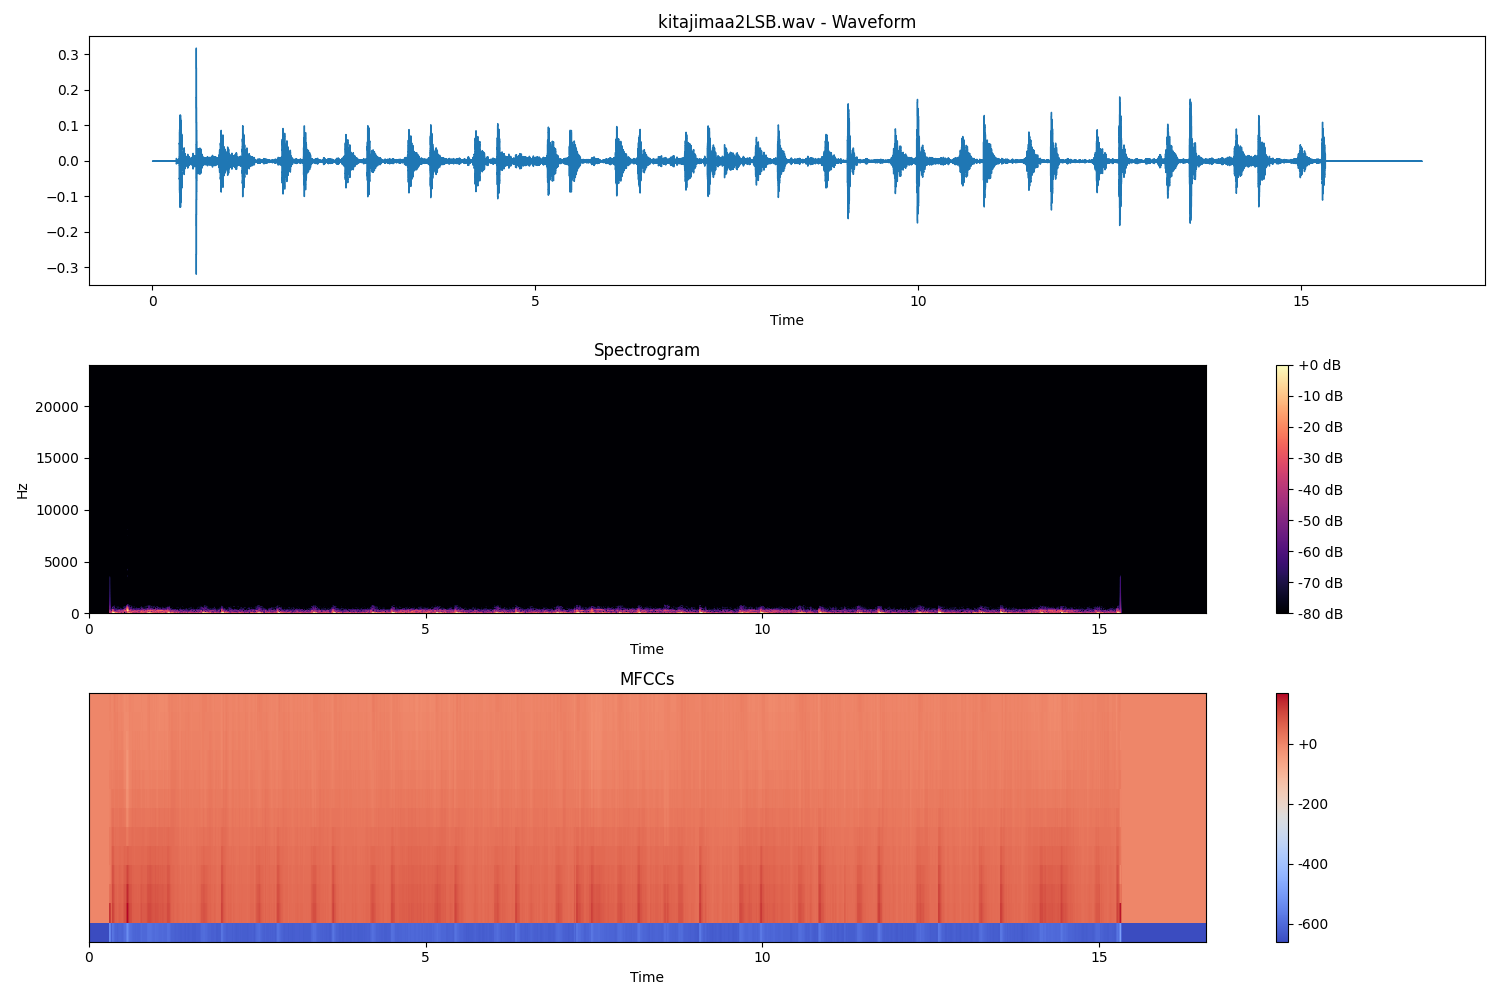 kitajimaa2LSB.wav - Waveform
0.3
0.2
0.1
0.0
−0.1
−0.2
−0.3
0 5 10 15
Time
Spectrogram
Hz
20000
15000
10000
5000
0
0 5 10 15
Time
+0 dB
-10 dB
-20 dB
-30 dB
-40 dB
-50 dB
-60 dB
-70 dB
-80 dB
MFCCs
0 5 10 15
Time
+0
-200
-400
-600